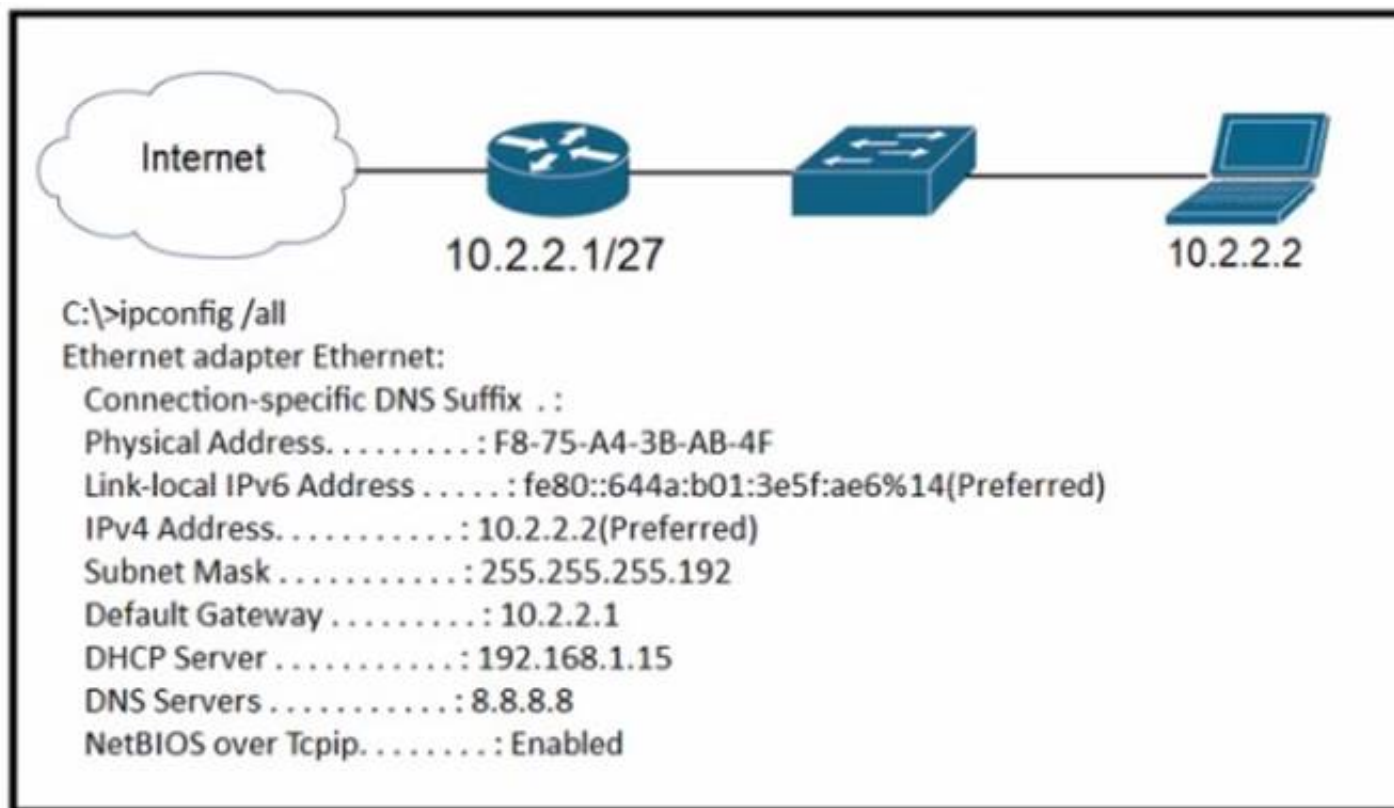 Internet
10.2.2.1/27
10.2.2.2
C:\>ipconfig /all
Ethernet adapter Ethernet:
Connection-specific DNS Suffix . :
Physical Address. . . . . . . . . : F8-75-A4-3B-AB-4F
Link-local IPv6 Address . . . . . : fe80::644a:b01:3e5f:ae6%14(Preferred)
IPv4 Address. . . . . . . . . . . : 10.2.2.2(Preferred)
Subnet Mask . . . . . . . . . . . : 255.255.255.192
Default Gateway . . . . . . . . . : 10.2.2.1
DHCP Server . . . . . . . . . . . : 192.168.1.15
DNS Servers . . . . . . . . . . . : 8.8.8.8
NetBIOS over Tcpip. . . . . . . . : Enabled